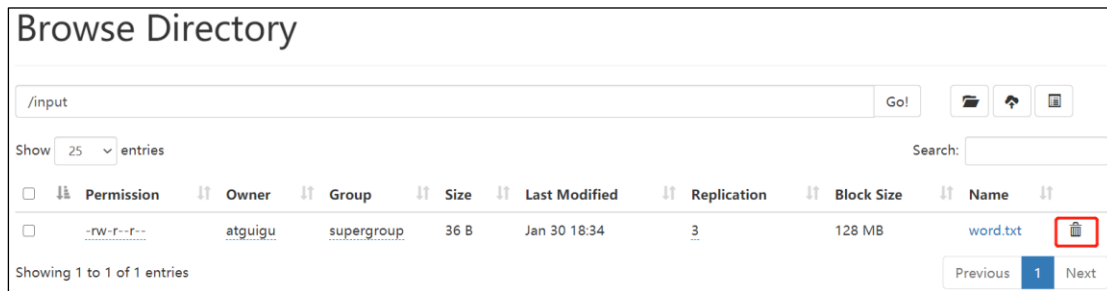 Browse Directory
/input Go!
Show 25 entries Search:
Permission Owner Group Size Last Modified Replication Block Size Name
-rw-r--r-- atguigu supergroup 36 B Jan 30 18:34 3 128 MB word.txt
Showing 1 to 1 of 1 entries Previous 1 Next